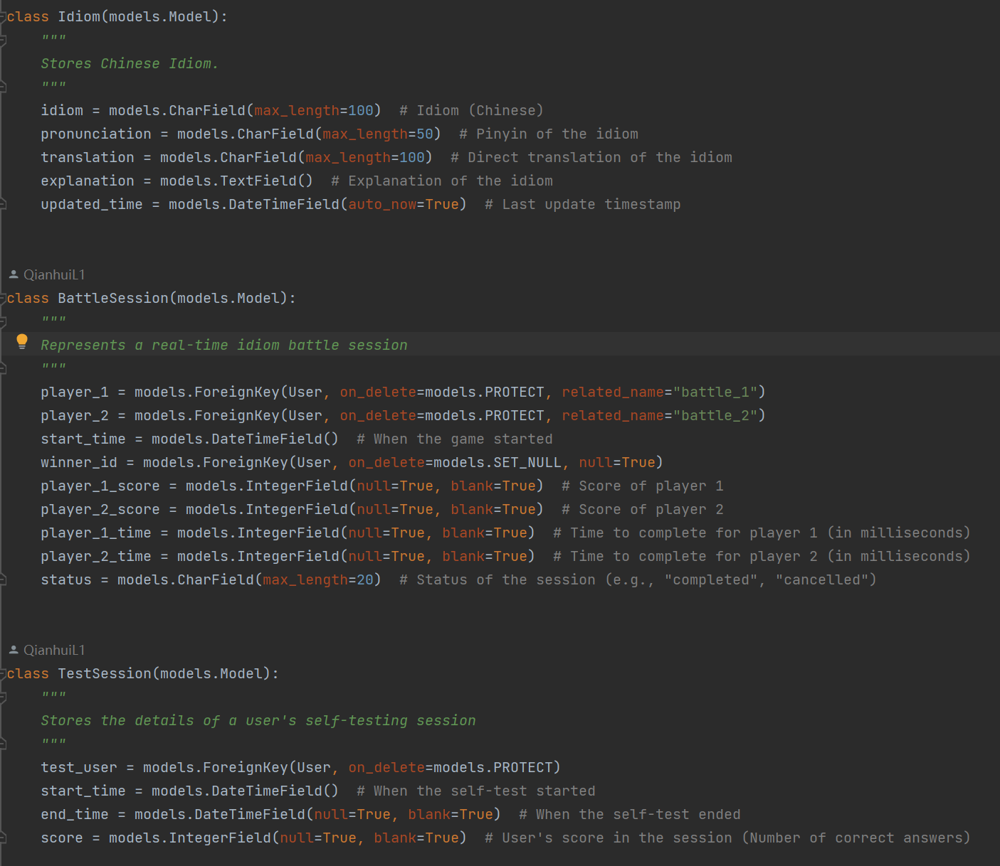 class Idiom(models.Model):
    """
    Stores Chinese Idiom.
    """
    idiom = models.CharField(max_length=100)  # Idiom (Chinese)
    pronunciation = models.CharField(max_length=50)  # Pinyin of the idiom
    translation = models.CharField(max_length=100)  # Direct translation of the idiom
    explanation = models.TextField()  # Explanation of the idiom
    updated_time = models.DateTimeField(auto_now=True)  # Last update timestamp
QianhuiL1
class BattleSession(models.Model):
    """
    Represents a real-time idiom battle session
    """
    player_1 = models.ForeignKey(User, on_delete=models.PROTECT, related_name="battle_1")
    player_2 = models.ForeignKey(User, on_delete=models.PROTECT, related_name="battle_2")
    start_time = models.DateTimeField()  # When the game started
    winner_id = models.ForeignKey(User, on_delete=models.SET_NULL, null=True)
    player_1_score = models.IntegerField(null=True, blank=True)  # Score of player 1
    player_2_score = models.IntegerField(null=True, blank=True)  # Score of player 2
    player_1_time = models.IntegerField(null=True, blank=True)  # Time to complete for player 1 (in milliseconds)
    player_2_time = models.IntegerField(null=True, blank=True)  # Time to complete for player 2 (in milliseconds)
    status = models.CharField(max_length=20)  # Status of the session (e.g., "completed", "cancelled")
QianhuiL1
class TestSession(models.Model):
    """
    Stores the details of a user's self-testing session
    """
    test_user = models.ForeignKey(User, on_delete=models.PROTECT)
    start_time = models.DateTimeField()  # When the self-test started
    end_time = models.DateTimeField(null=True, blank=True)  # When the self-test ended
    score = models.IntegerField(null=True, blank=True)  # User's score in the session (Number of correct answers)